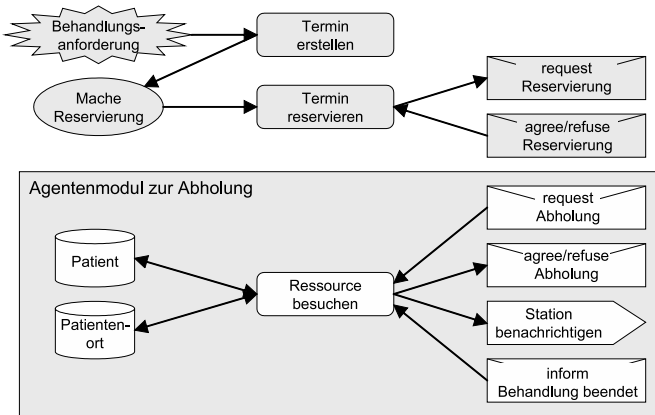 Behandlungs-
anforderung
Termin
erstellen
Mache
Reservierung
Termin
reservieren
request
Reservierung
agree/refuse
Reservierung
Agentenmodul zur Abholung
Patient
Patienten-
ort
Ressource
besuchen
request
Abholung
agree/refuse
Abholung
Station
benachrichtigen
inform
Behandlung beendet